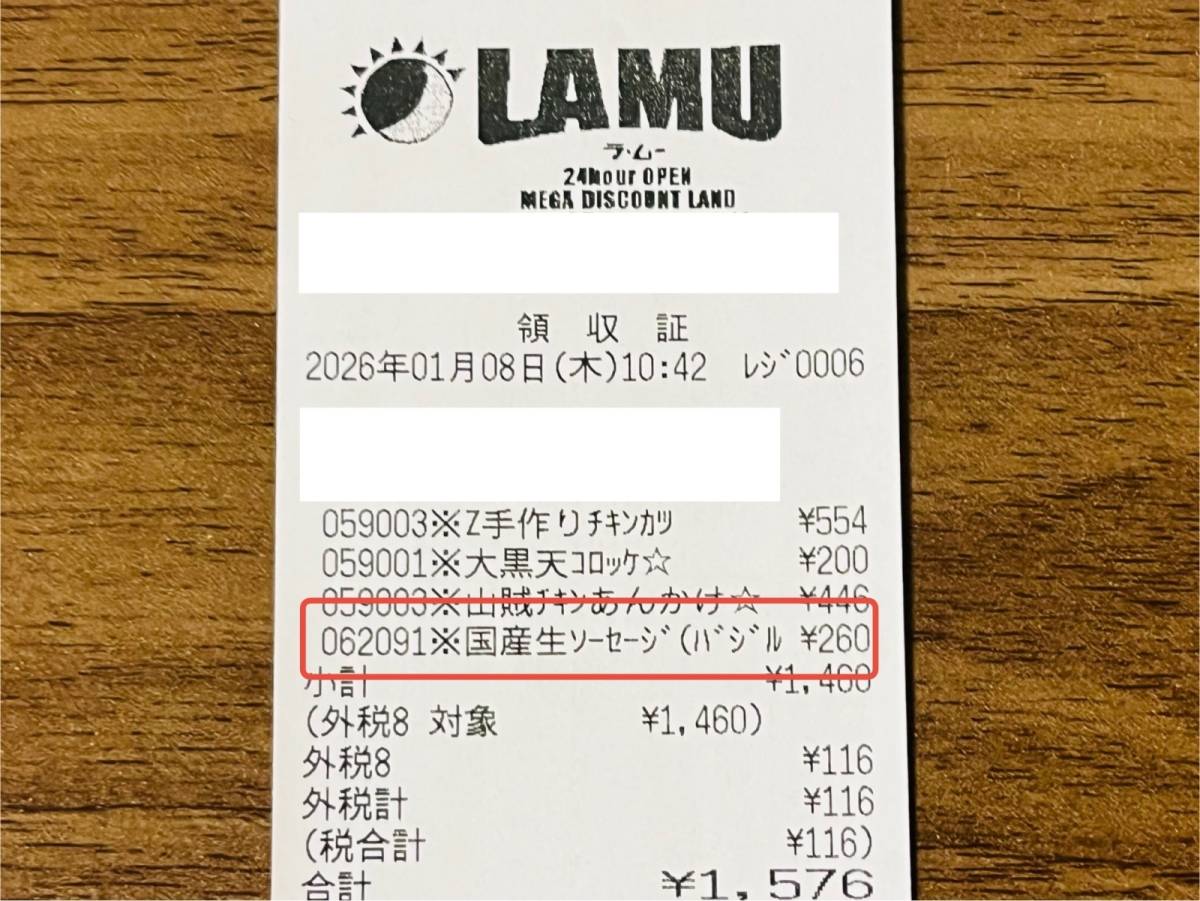 LAMU
ラ・ムー
24Hour OPEN
MEGA DISCOUNT LAND
領収証
2026年01月08日(木)10:42 レジ0006
059003※Z手作りチキンカツ ¥554
059001※大黒天コロッケ☆ ¥200
059003※山賊チキンあんかけ☆ ¥446
062091※国産生ソーセージ(バジル ¥260
小計 ¥1,460
(外税8 対象 ¥1,460)
外税8 ¥116
外税計 ¥116
(税合計 ¥116)
合計 ¥1,576